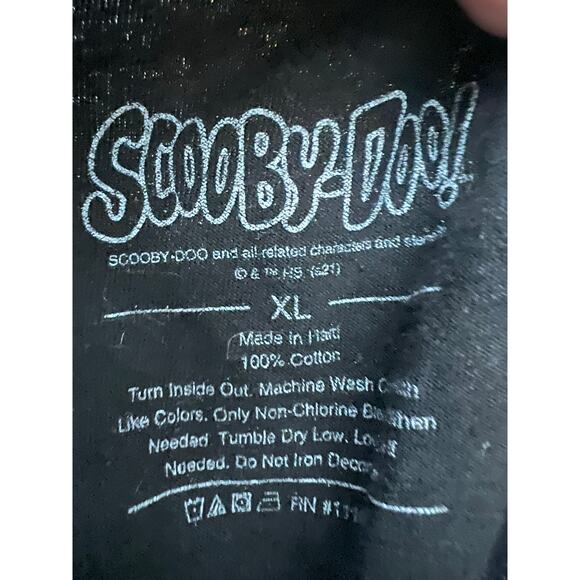 SCOOBY-DOO!
SCOOBY-DOO and all related characters and
© & ™ HB (s21)
XL
Made in Haiti
100% Cotton
Turn Inside Out. Machine Wash
Like Colors. Only Non-Chlorine
Needed. Tumble Dry Low.
Needed. Do Not Iron
RN